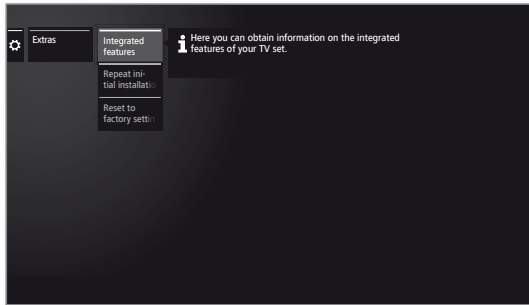 Extras
Integrated
features
Here you can obtain information on the integrated
features of your TV set.
Repeat ini-
tial installatio
Reset to
factory settin